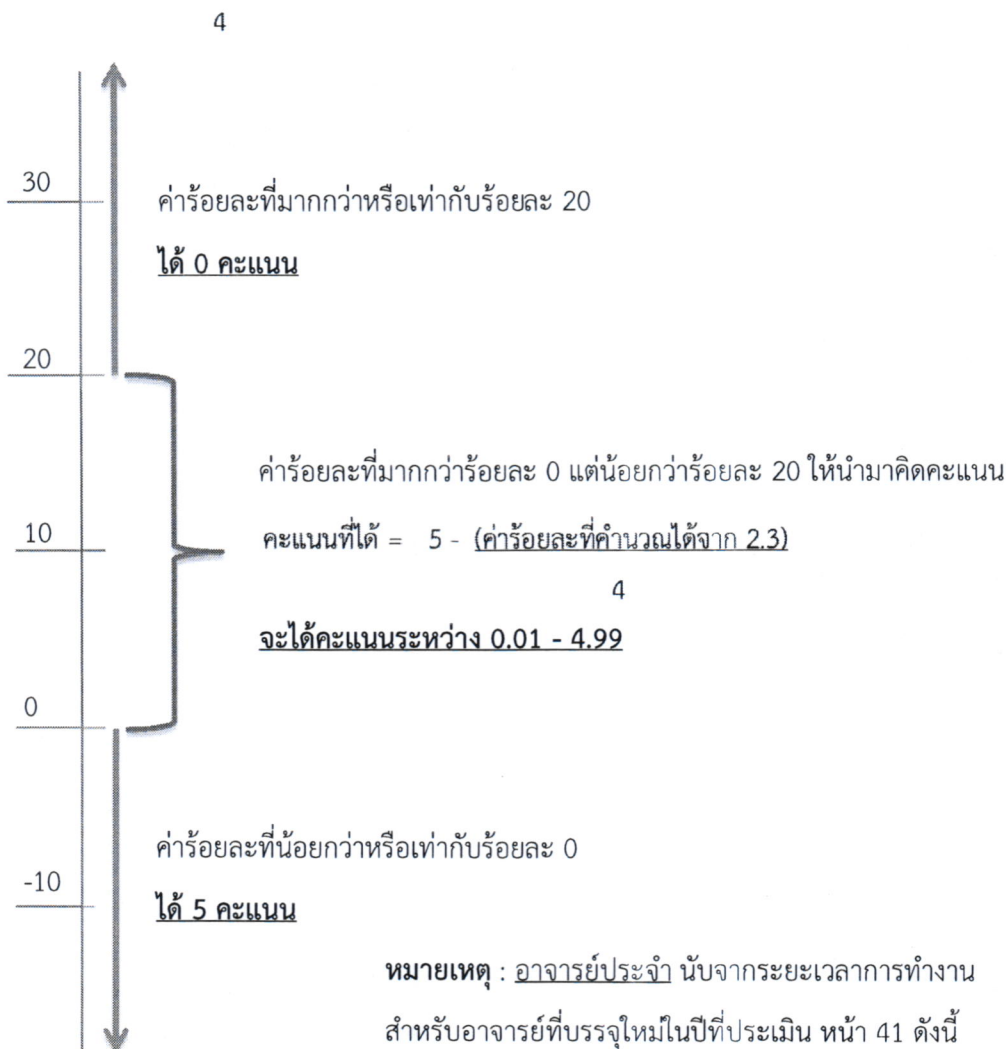 4
30
ค่าร้อยละที่มากกว่าหรือเท่ากับร้อยละ 20
ได้ 0 คะแนน
20
ค่าร้อยละที่มากกว่าร้อยละ 0 แต่น้อยกว่าร้อยละ 20 ให้นำมาคิดคะแนน
10
คะแนนที่ได้ = 5 - (ค่าร้อยละที่คำนวณได้จาก 2.3)
4
จะได้คะแนนระหว่าง 0.01 - 4.99
0
ค่าร้อยละที่น้อยกว่าหรือเท่ากับร้อยละ 0
-10
ได้ 5 คะแนน
หมายเหตุ : อาจารย์ประจำ นับจากระยะเวลาการทำงาน
สำหรับอาจารย์ที่บรรจุใหม่ในปีที่ประเมิน หน้า 41 ดังนี้